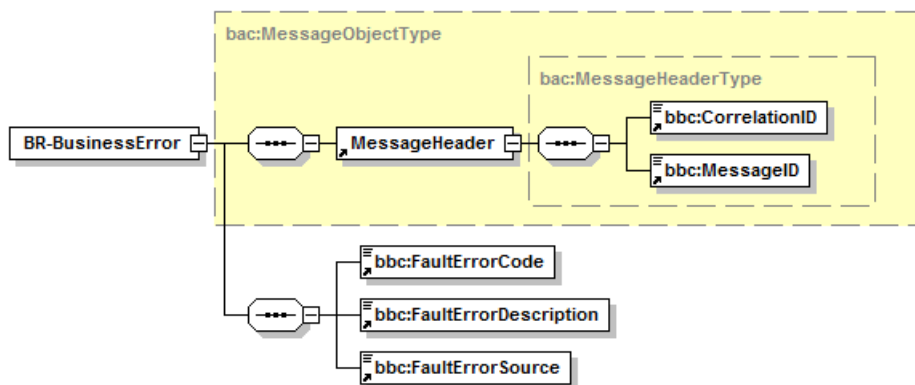 bac:MessageObjectType
bac:MessageHeaderType
bbc:CorrelationID
BR-BusinessError
MessageHeader
bbc:MessageID
bbc:FaultErrorCode
bbc:FaultErrorDescription
bbc:FaultErrorSource